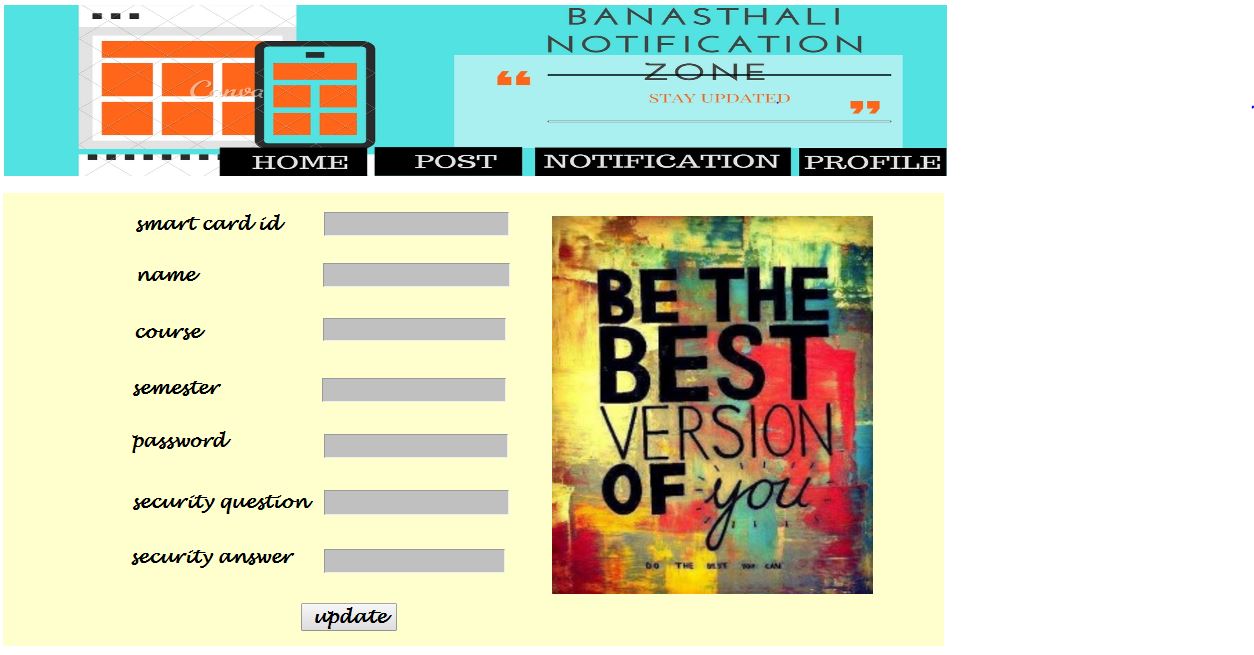 BANASTHALI
NOTIFICATION
ZONE
“
STAY UPDATED
”
Canva
HOME POST NOTIFICATION PROFILE
smart card id
name
course
semester
password
security question
security answer
update
BE THE
BEST
VERSION
OF you
DO THE BEST YOU CAN